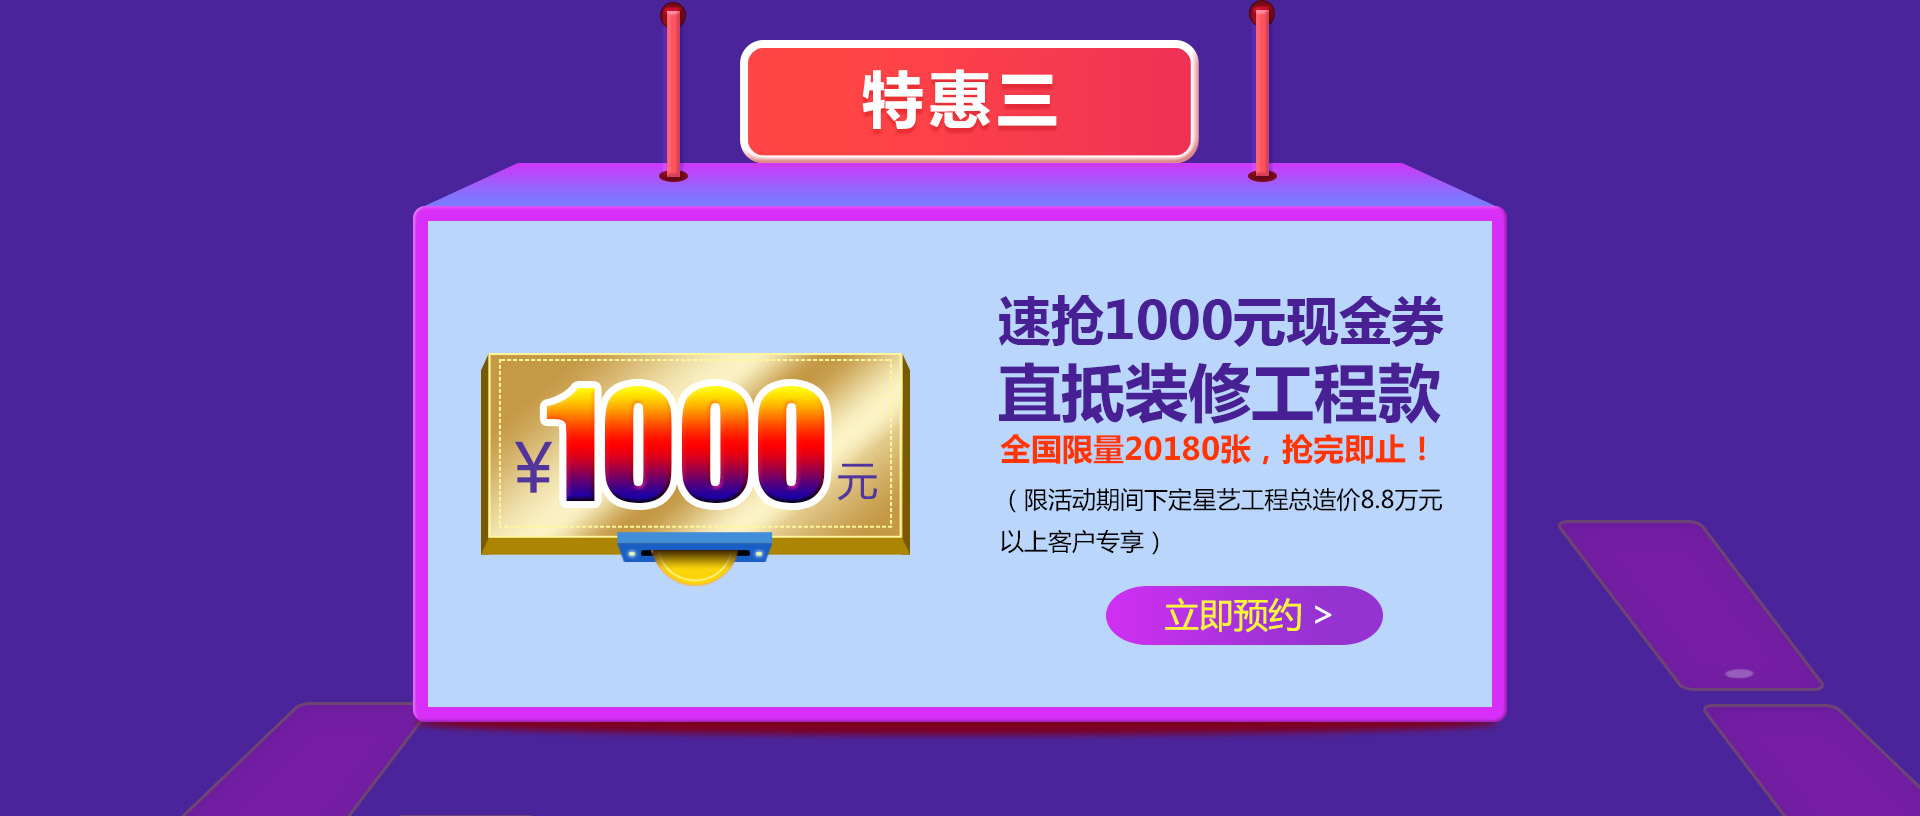 特惠三
速抢1000元现金券
直抵装修工程款
全国限量20180张，抢完即止！
（限活动期间下定星艺工程总造价8.8万元
以上客户专享）
¥1000元
立即预约 >